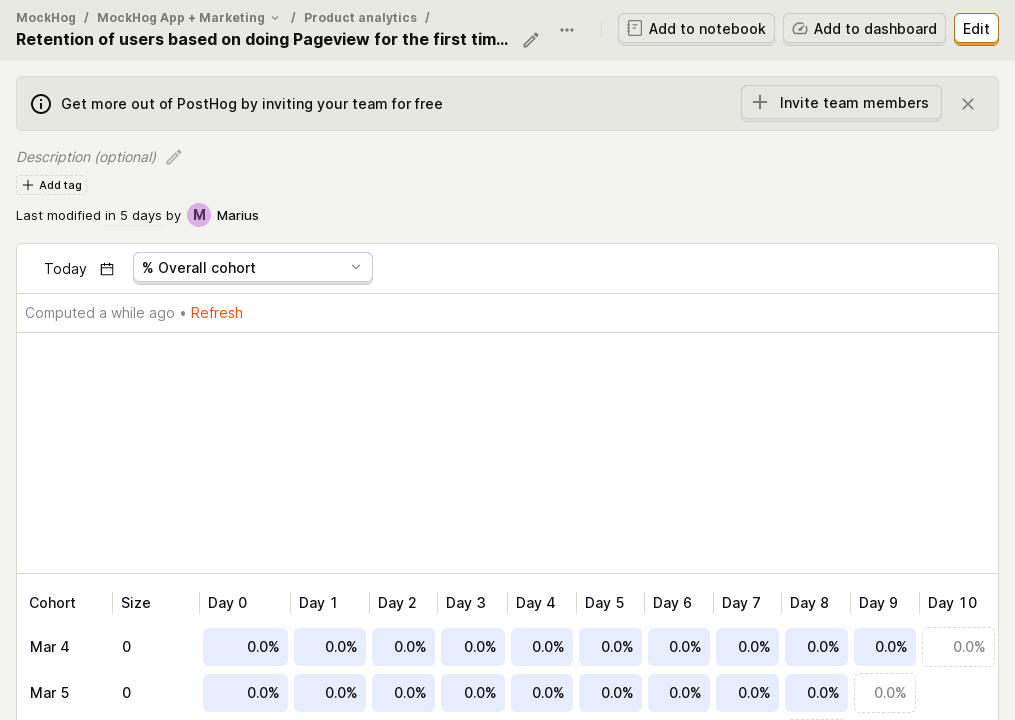 MockHog / MockHog App + Marketing / Product analytics /
Retention of users based on doing Pageview for the first tim...
Add to notebook
Add to dashboard
Edit
Get more out of PostHog by inviting your team for free
Invite team members
Description (optional)
Add tag
Last modified in 5 days by M Marius
Today
% Overall cohort
Computed a while ago • Refresh
Cohort Size Day 0 Day 1 Day 2 Day 3 Day 4 Day 5 Day 6 Day 7 Day 8 Day 9 Day 10
Mar 4 0 0.0% 0.0% 0.0% 0.0% 0.0% 0.0% 0.0% 0.0% 0.0% 0.0% 0.0%
Mar 5 0 0.0% 0.0% 0.0% 0.0% 0.0% 0.0% 0.0% 0.0% 0.0% 0.0%